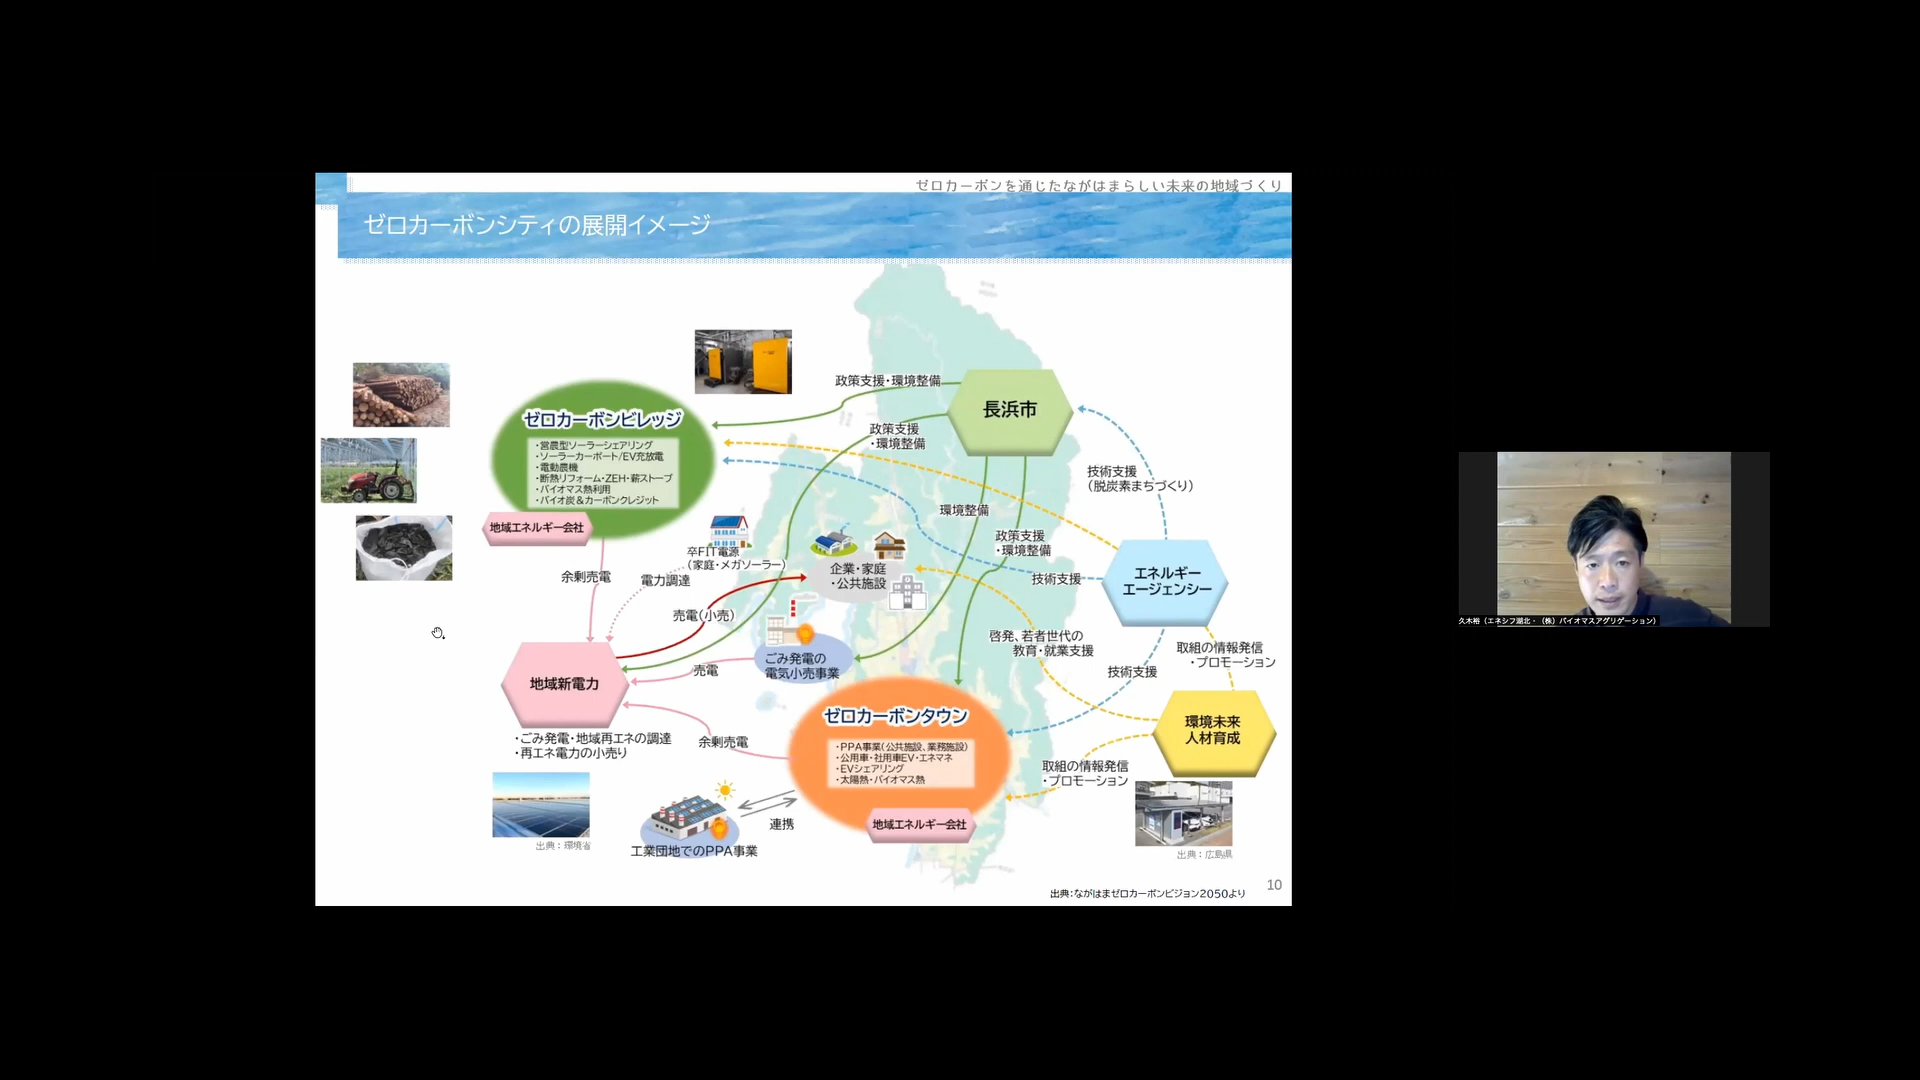 ゼロカーボンを通じたながはまらしい未来の地域づくり
ゼロカーボンシティの展開イメージ
政策支援・環境整備
長浜市
ゼロカーボンビレッジ
・営農型ソーラーシェアリング
・ソーラーカーポート/EV充放電
・電動農機
・断熱リフォーム・ZEH・薪ストーブ
・バイオマス熱利用
・バイオ炭＆カーボンクレジット
地域エネルギー会社
政策支援
・環境整備
技術支援
（脱炭素まちづくり）
環境整備
政策支援
・環境整備
卒FIT電源
（家庭・メガソーラー）
企業・家庭
・公共施設
エネルギー
エージェンシー
技術支援
余剰売電
電力調達
売電（小売）
啓発、若者世代の
教育・就業支援
取組の情報発信
・プロモーション
ごみ発電の
電気小売事業
売電
技術支援
地域新電力
・ごみ発電・地域再エネの調達
・再エネ電力の小売り
余剰売電
ゼロカーボンタウン
・PPA事業（公共施設、業務施設）
・公用車・社用車EV・エネマネ
・EVシェアリング
・太陽熱・バイオマス熱
地域エネルギー会社
環境未来
人材育成
取組の情報発信
・プロモーション
連携
工業団地でのPPA事業
出典：環境省
出典：広島県
出典：ながはまゼロカーボンビジョン2050より
10
久木裕（エネシフ湖北・（株）バイオマスアグリゲーション）